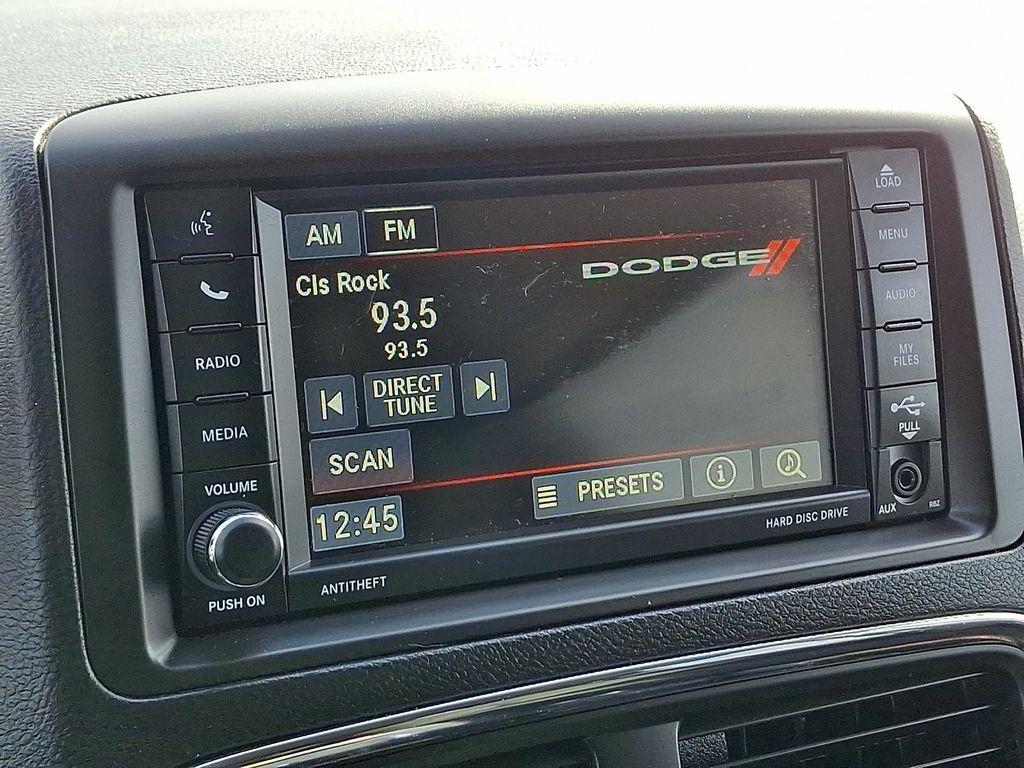 AM
FM
DODGE
Cls Rock
93.5
93.5
DIRECT
TUNE
SCAN
12:45
PRESETS
i
RADIO
MEDIA
VOLUME
PUSH ON
ANTITHEFT
HARD DISC DRIVE
LOAD
MENU
AUDIO
MY
FILES
PULL
AUX
RBZ